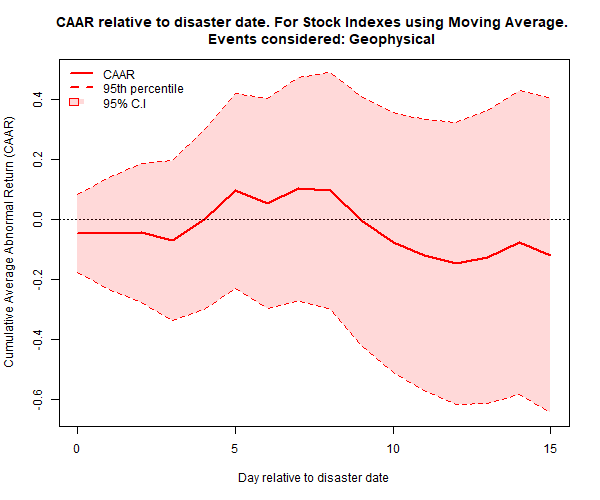 CAAR relative to disaster date. For Stock Indexes using Moving Average.
Events considered: Geophysical
CAAR
95th percentile
95% C.I
Cumulative Average Abnormal Return (CAAR)
0.4
0.2
0.0
-0.2
-0.4
-0.6
0
5
10
15
Day relative to disaster date